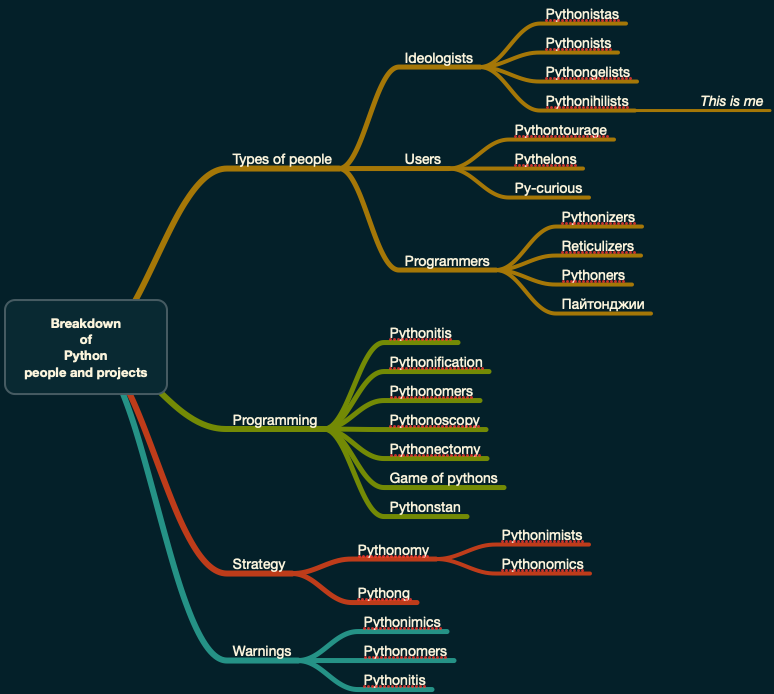 Breakdown
of
Python
people and projects
Types of people
Ideologists
Pythonistas
Pythonists
Pythongelists
Pythonihilists
This is me
Users
Pythontourage
Pythelons
Py-curious
Programmers
Pythonizers
Reticulizers
Pythoners
Пайтонджии
Programming
Pythonitis
Pythonification
Pythonomers
Pythonoscopy
Pythonectomy
Game of pythons
Pythonstan
Strategy
Pythonomy
Pythonimists
Pythonomics
Pythong
Warnings
Pythonimics
Pythonomers
Pythonitis